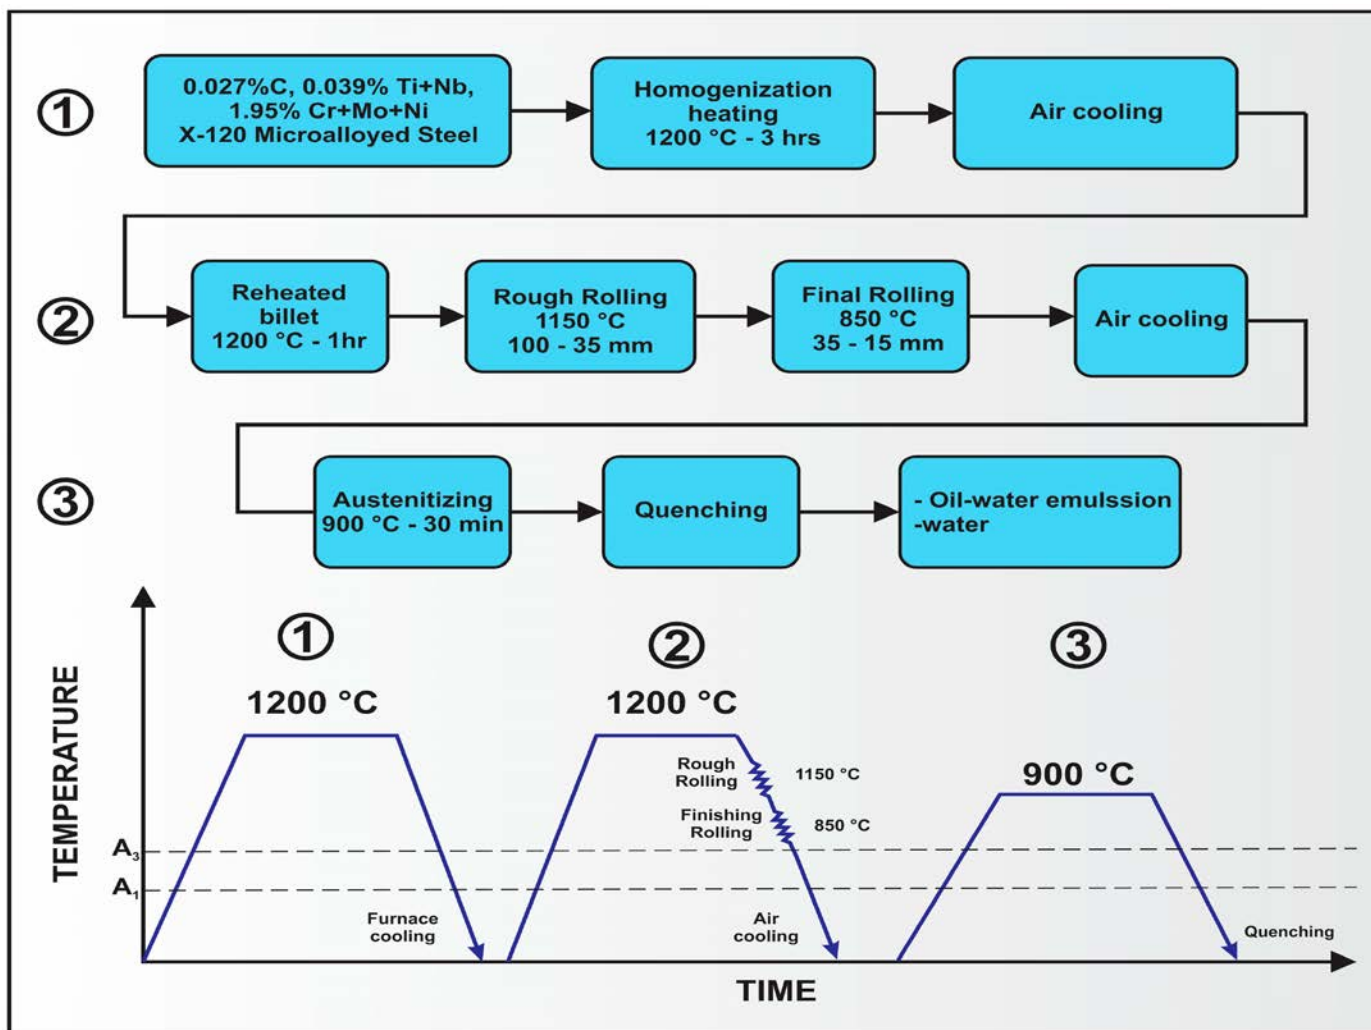 ①
0.027%C, 0.039% Ti+Nb,
1.95% Cr+Mo+Ni
X-120 Microalloyed Steel
Homogenization
heating
1200 °C - 3 hrs
Air cooling
②
Reheated
billet
1200 °C - 1hr
Rough Rolling
1150 °C
100 - 35 mm
Final Rolling
850 °C
35 - 15 mm
Air cooling
③
Austenitizing
900 °C - 30 min
Quenching
- Oil-water emulssion
-water
TEMPERATURE
①
1200 °C
②
1200 °C
③
900 °C
Rough
Rolling
1150 °C
Finishing
Rolling
850 °C
A₃
A₁
Furnace
cooling
Air
cooling
Quenching
TIME